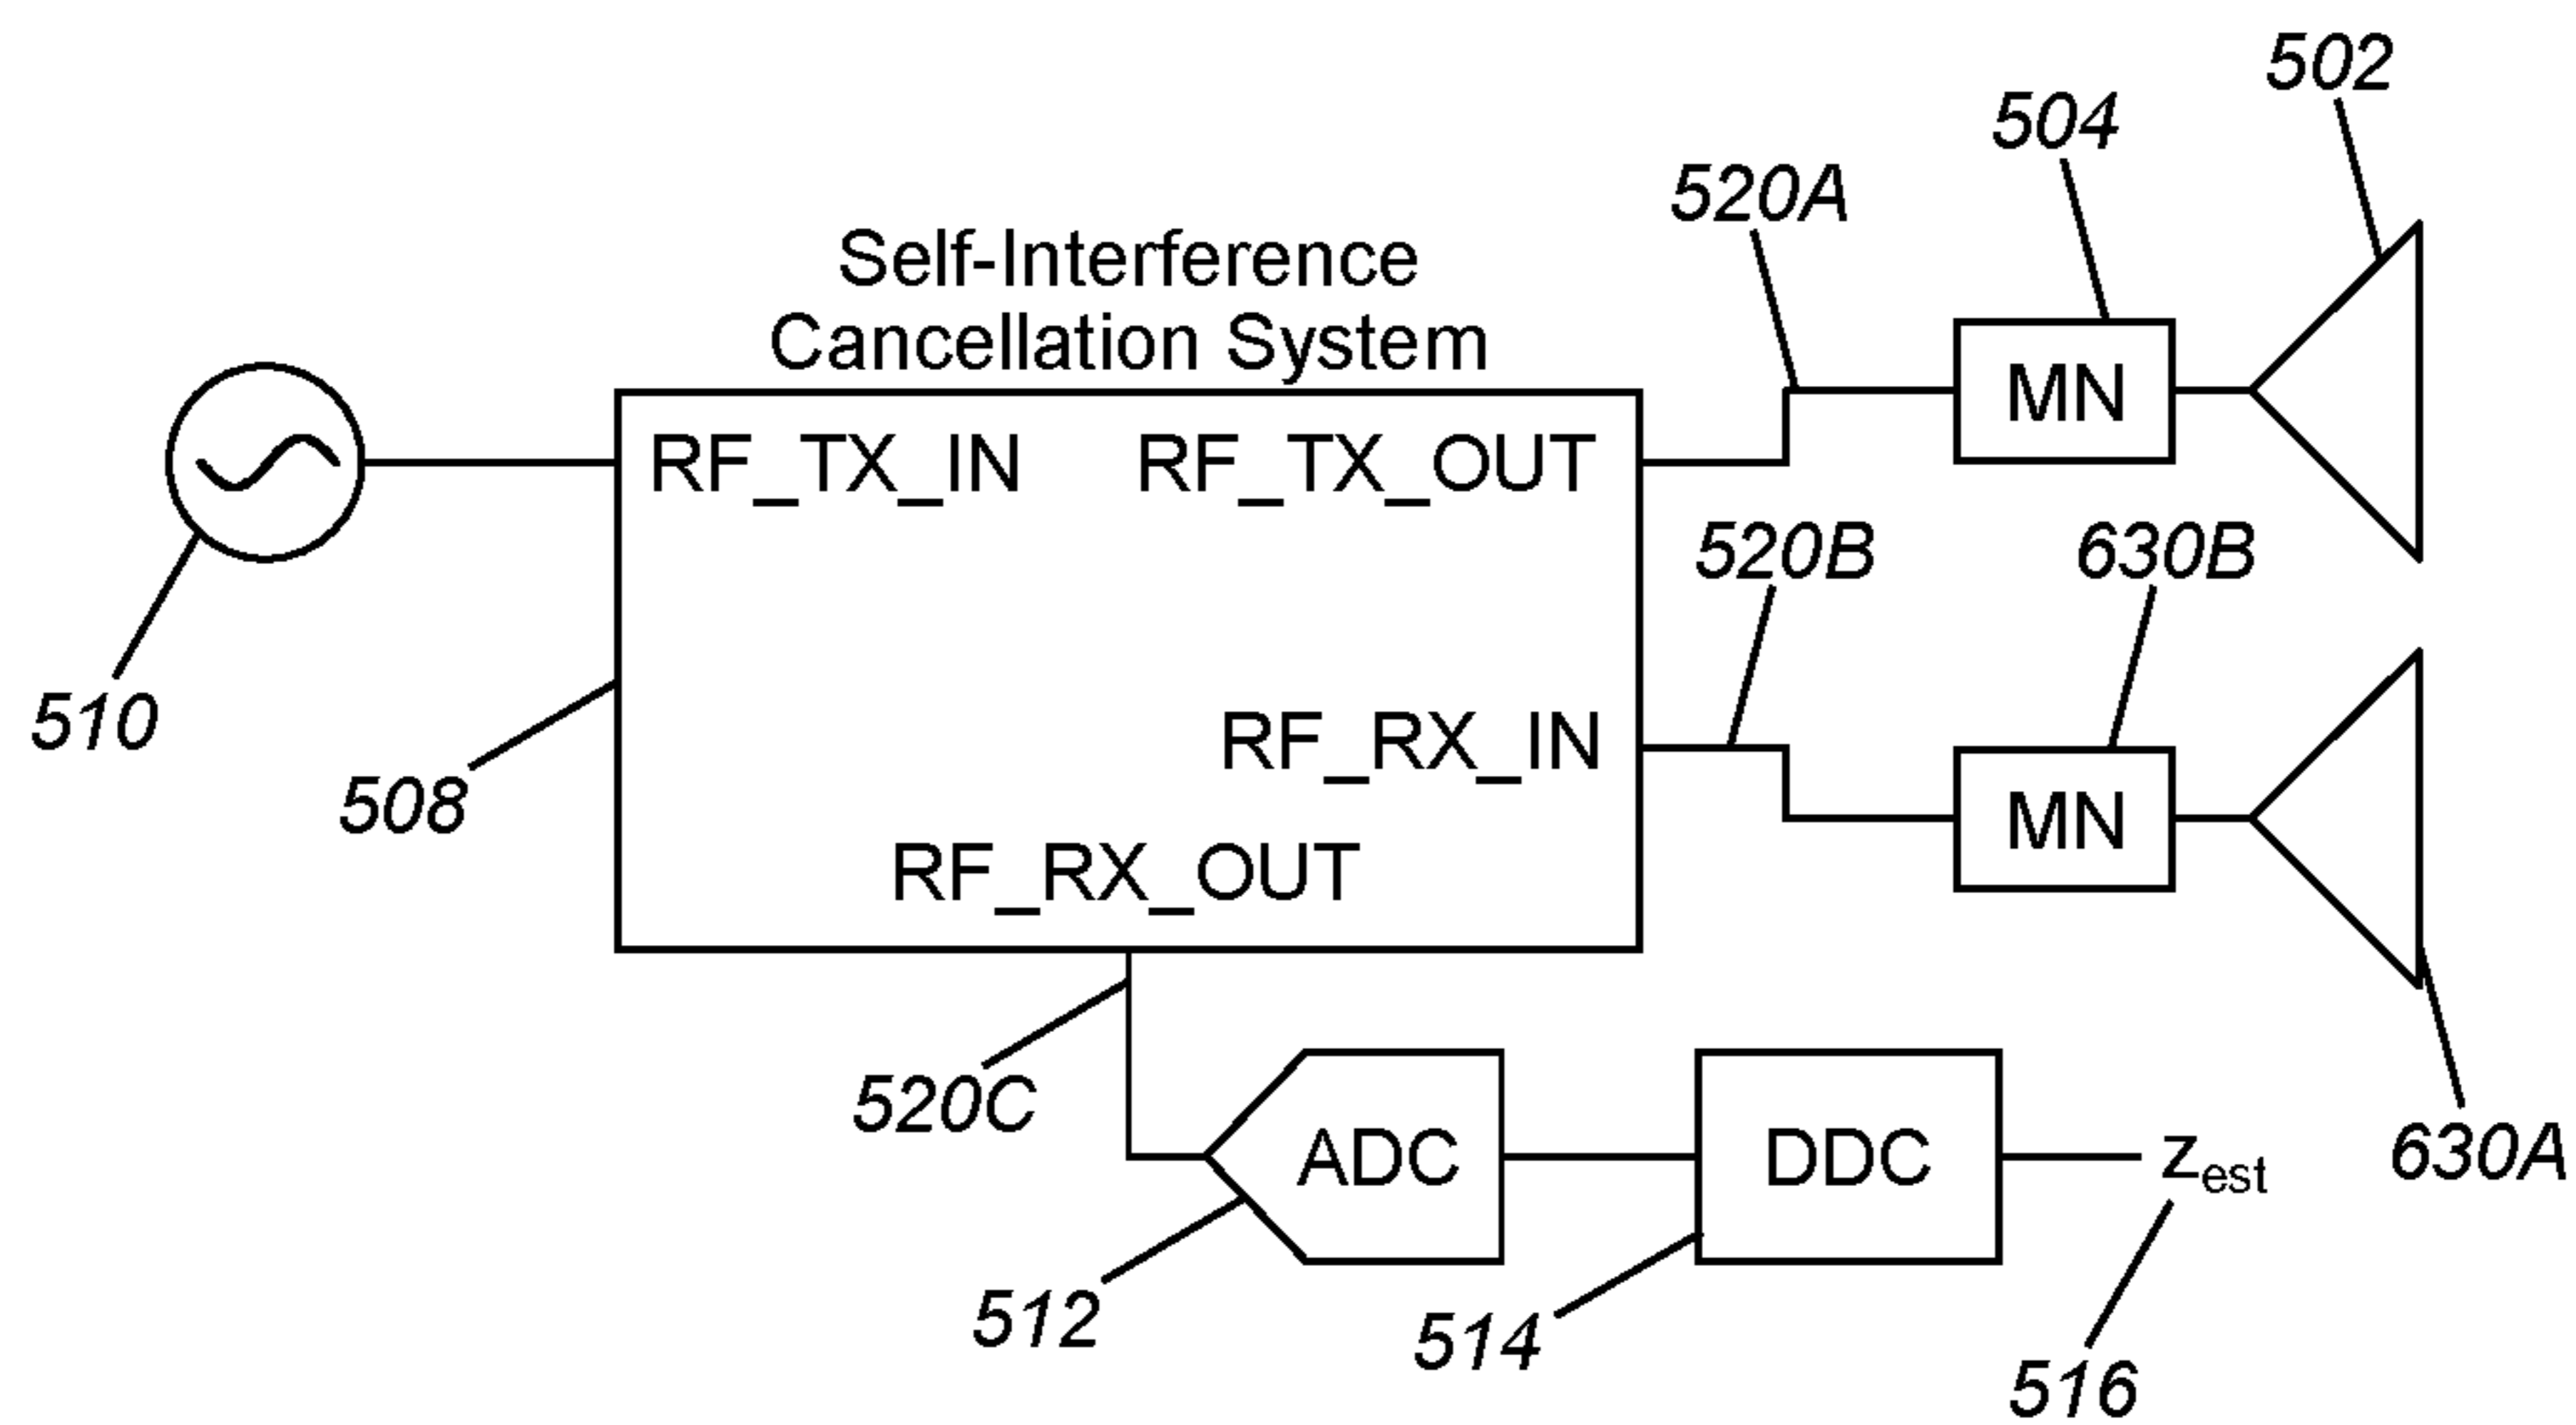 502
504
520A
Self-Interference
Cancellation System
MN
RF_TX_IN RF_TX_OUT
520B
630B
510
RF_RX_IN
508
MN
RF_RX_OUT
520C
ADC
DDC
z_est
630A
512
514
516